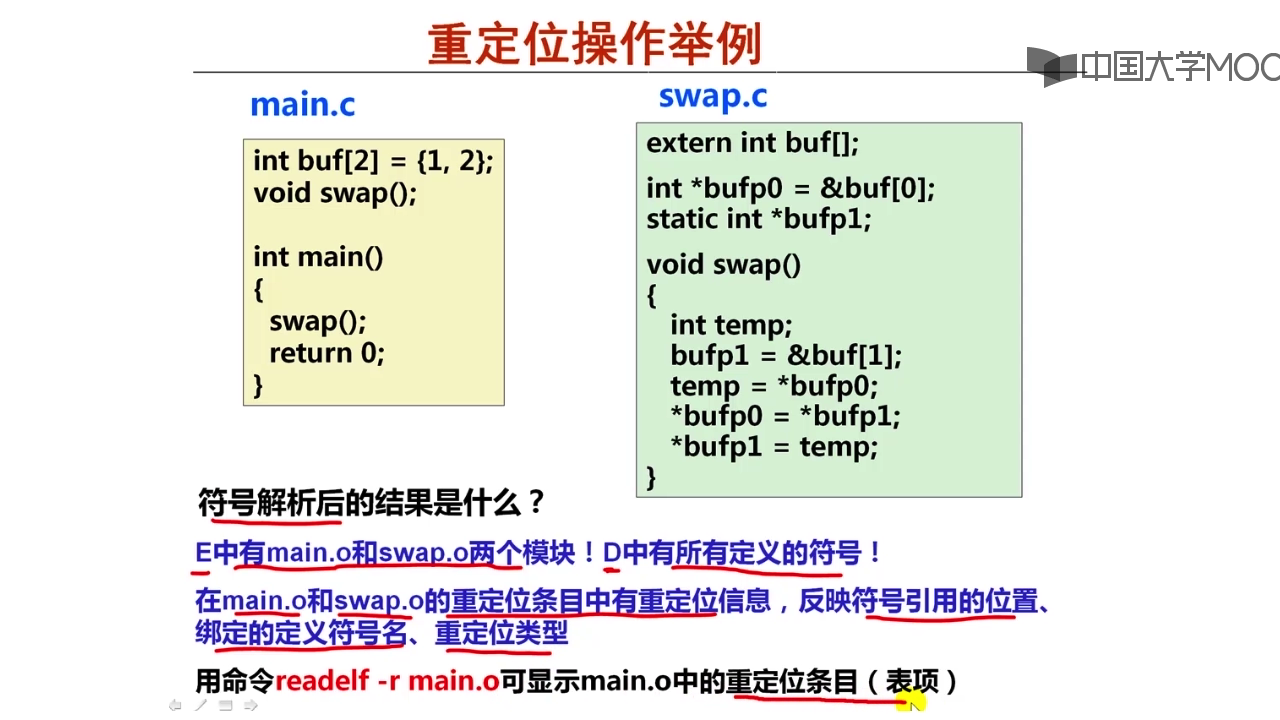 重定位操作举例
中国大学MOO
main.c
int buf[2] = {1, 2};
void swap();
int main()
{
swap();
return 0;
}
swap.c
extern int buf[];
int *bufp0 = &buf[0];
static int *bufp1;
void swap()
{
int temp;
bufp1 = &buf[1];
temp = *bufp0;
*bufp0 = *bufp1;
*bufp1 = temp;
}
符号解析后的结果是什么？
E中有main.o和swap.o两个模块！D中有所有定义的符号！
在main.o和swap.o的重定位条目中有重定位信息，反映符号引用的位置、
绑定的定义符号名、重定位类型
用命令readelf -r main.o可显示main.o中的重定位条目（表项）